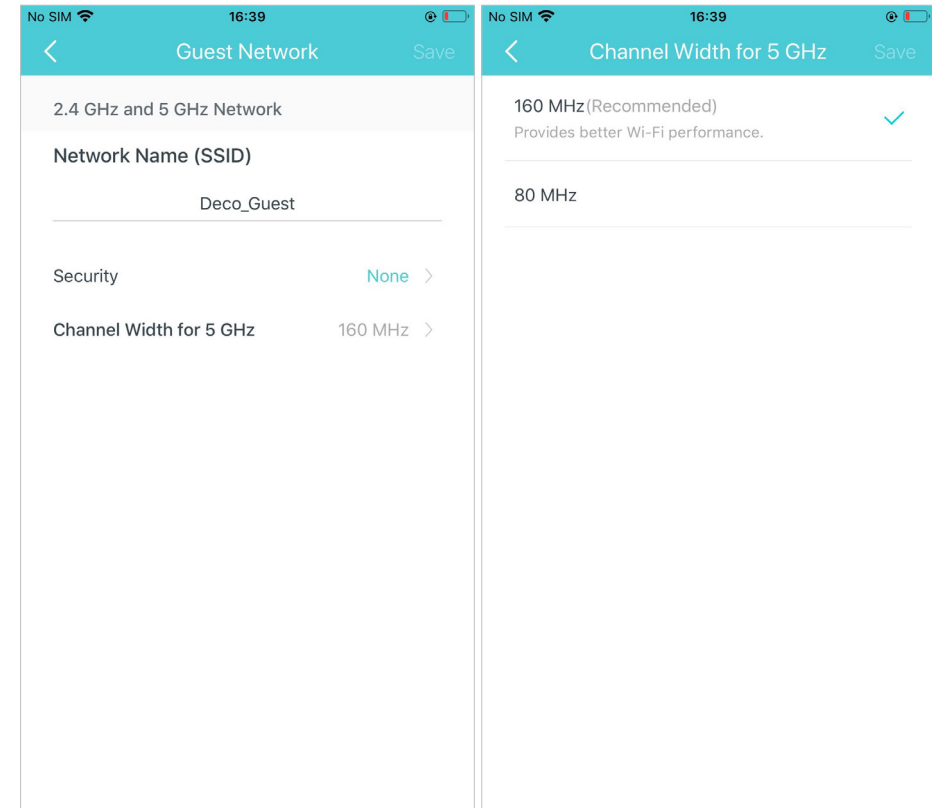 No SIM 16:39
Guest Network Save
2.4 GHz and 5 GHz Network
Network Name (SSID)
Deco_Guest
Security None
Channel Width for 5 GHz 160 MHz
No SIM 16:39
Channel Width for 5 GHz Save
160 MHz(Recommended)
Provides better Wi-Fi performance.
80 MHz